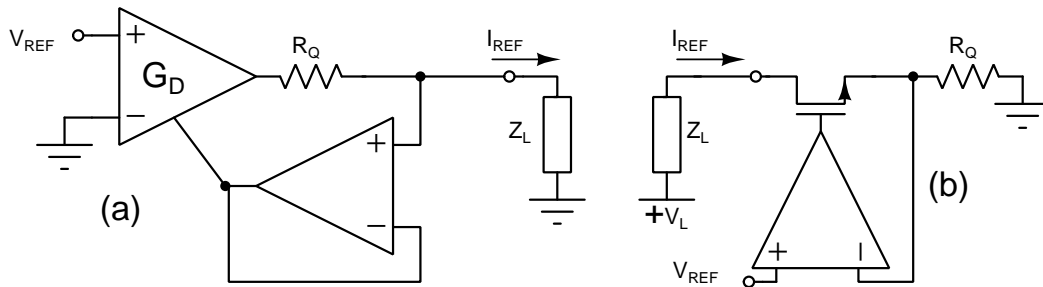 V_REF
+
−
G_D
R_Q
I_REF
Z_L
+
−
(a)
I_REF
R_Q
Z_L
+V_L
(b)
V_REF
+
−